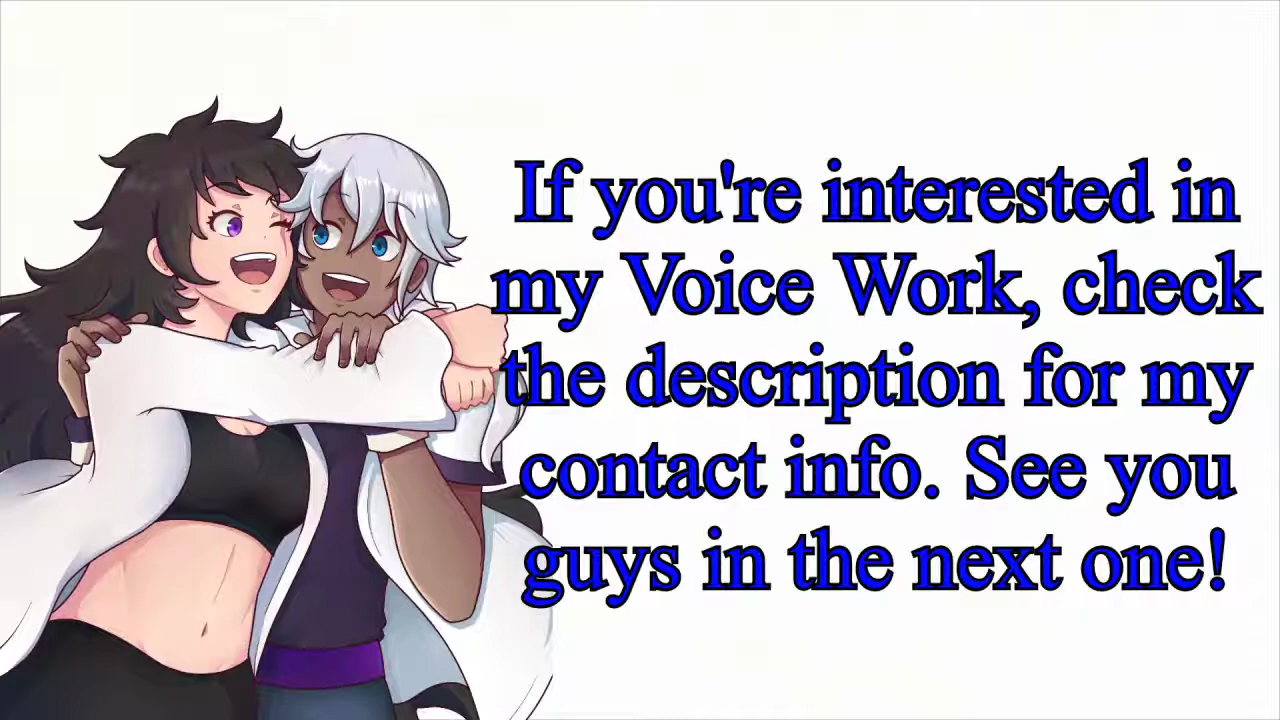 If you're interested in
my Voice Work, check
the description for my
contact info. See you
guys in the next one!